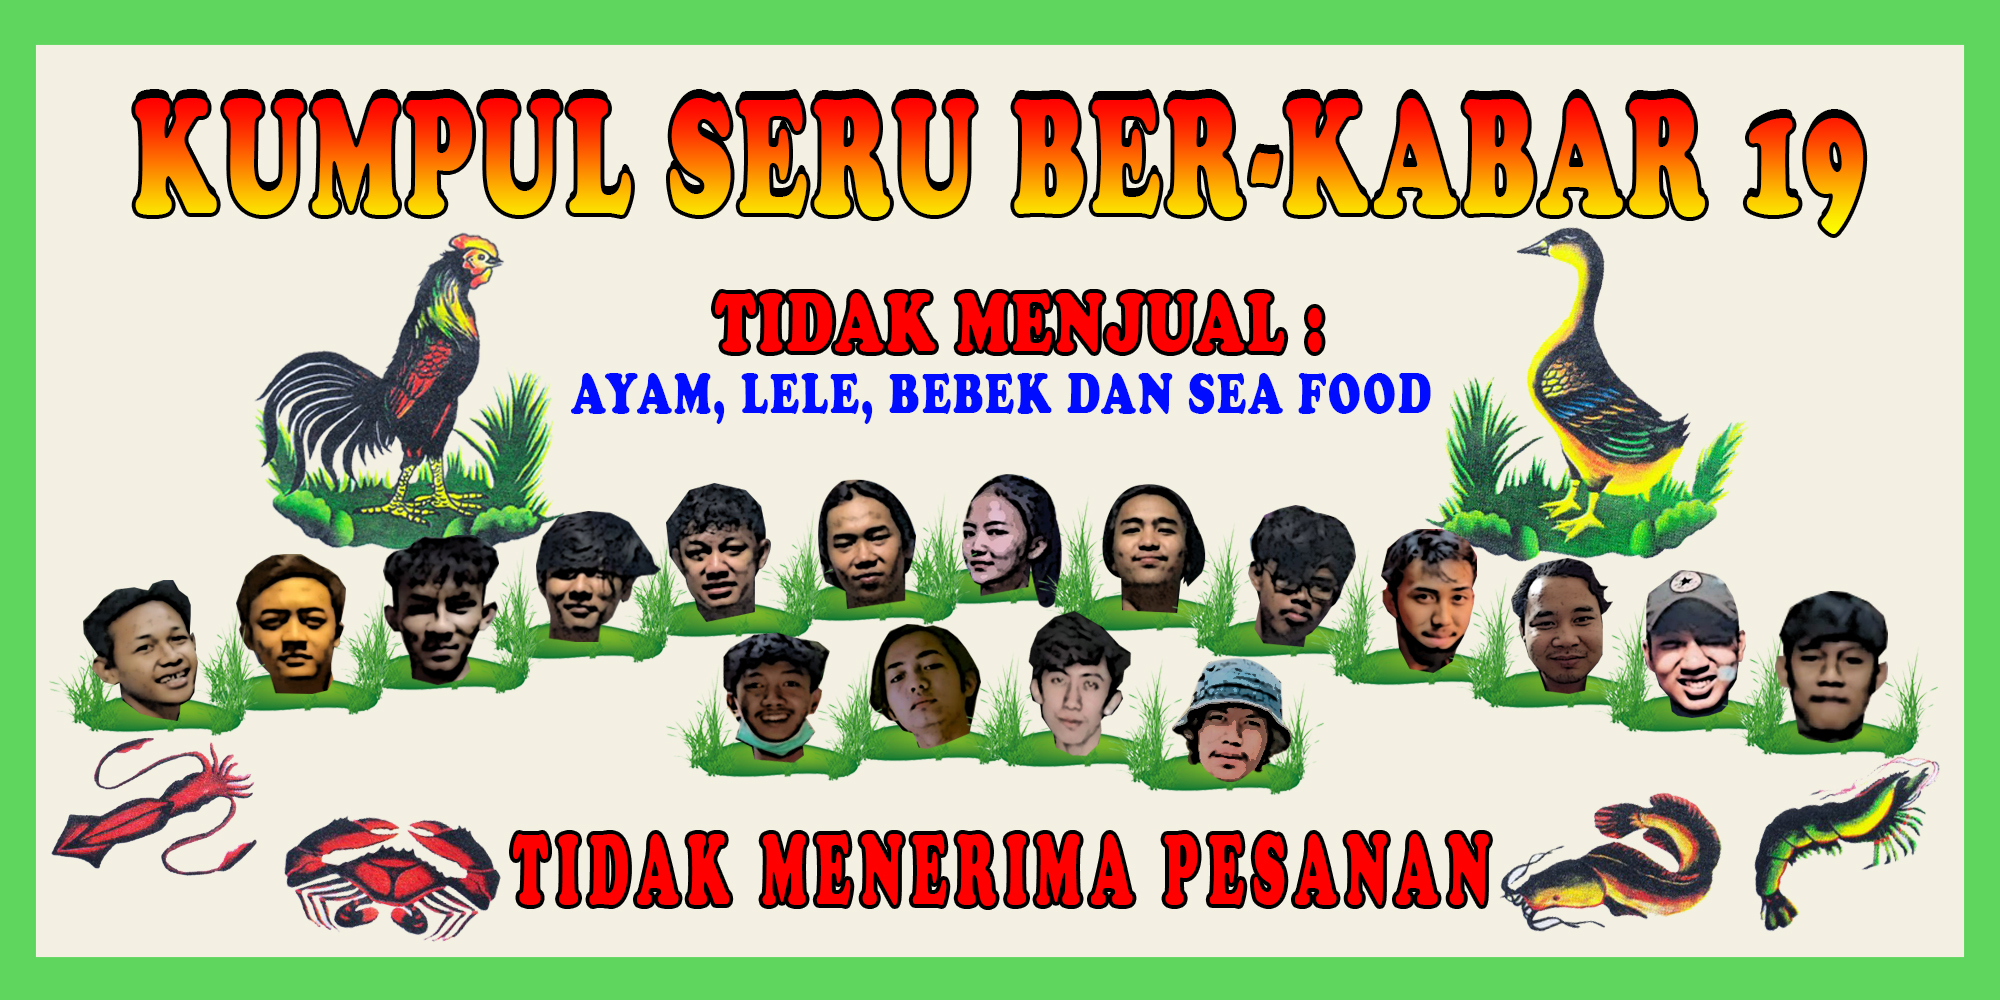 KUMPUL SERU BER-KABAR 19
TIDAK MENJUAL :
AYAM, LELE, BEBEK DAN SEA FOOD
TIDAK MENERIMA PESANAN